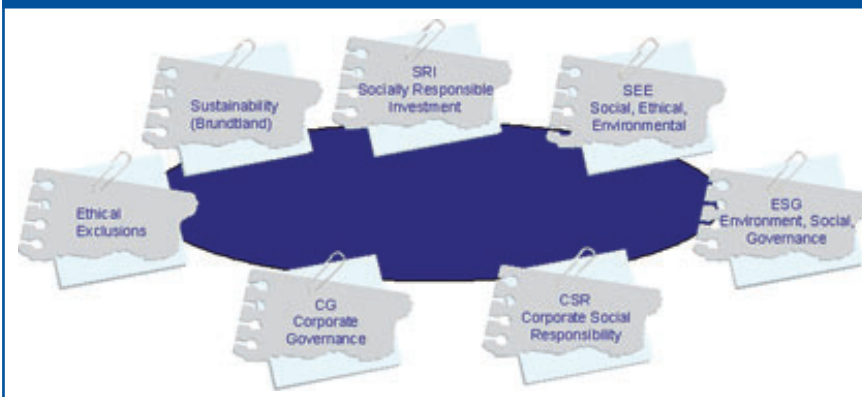 SRI
Socially Responsible
Investment
SEE
Social, Ethical,
Environmental
Sustainability
(Brundtland)
Ethical
Exclusions
ESG
Environment, Social,
Governance
CG
Corporate
Governance
CSR
Corporate Social
Responsibility